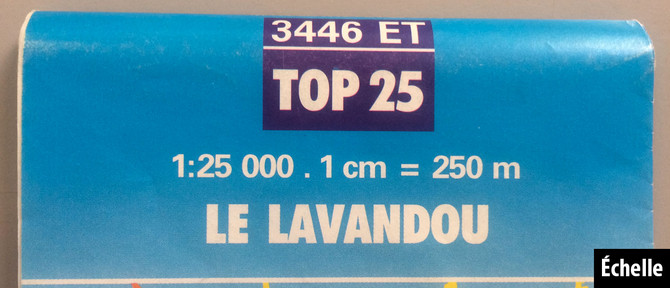 3446 ET
TOP 25
1:25 000 . 1 cm = 250 m
LE LAVANDOU
Échelle